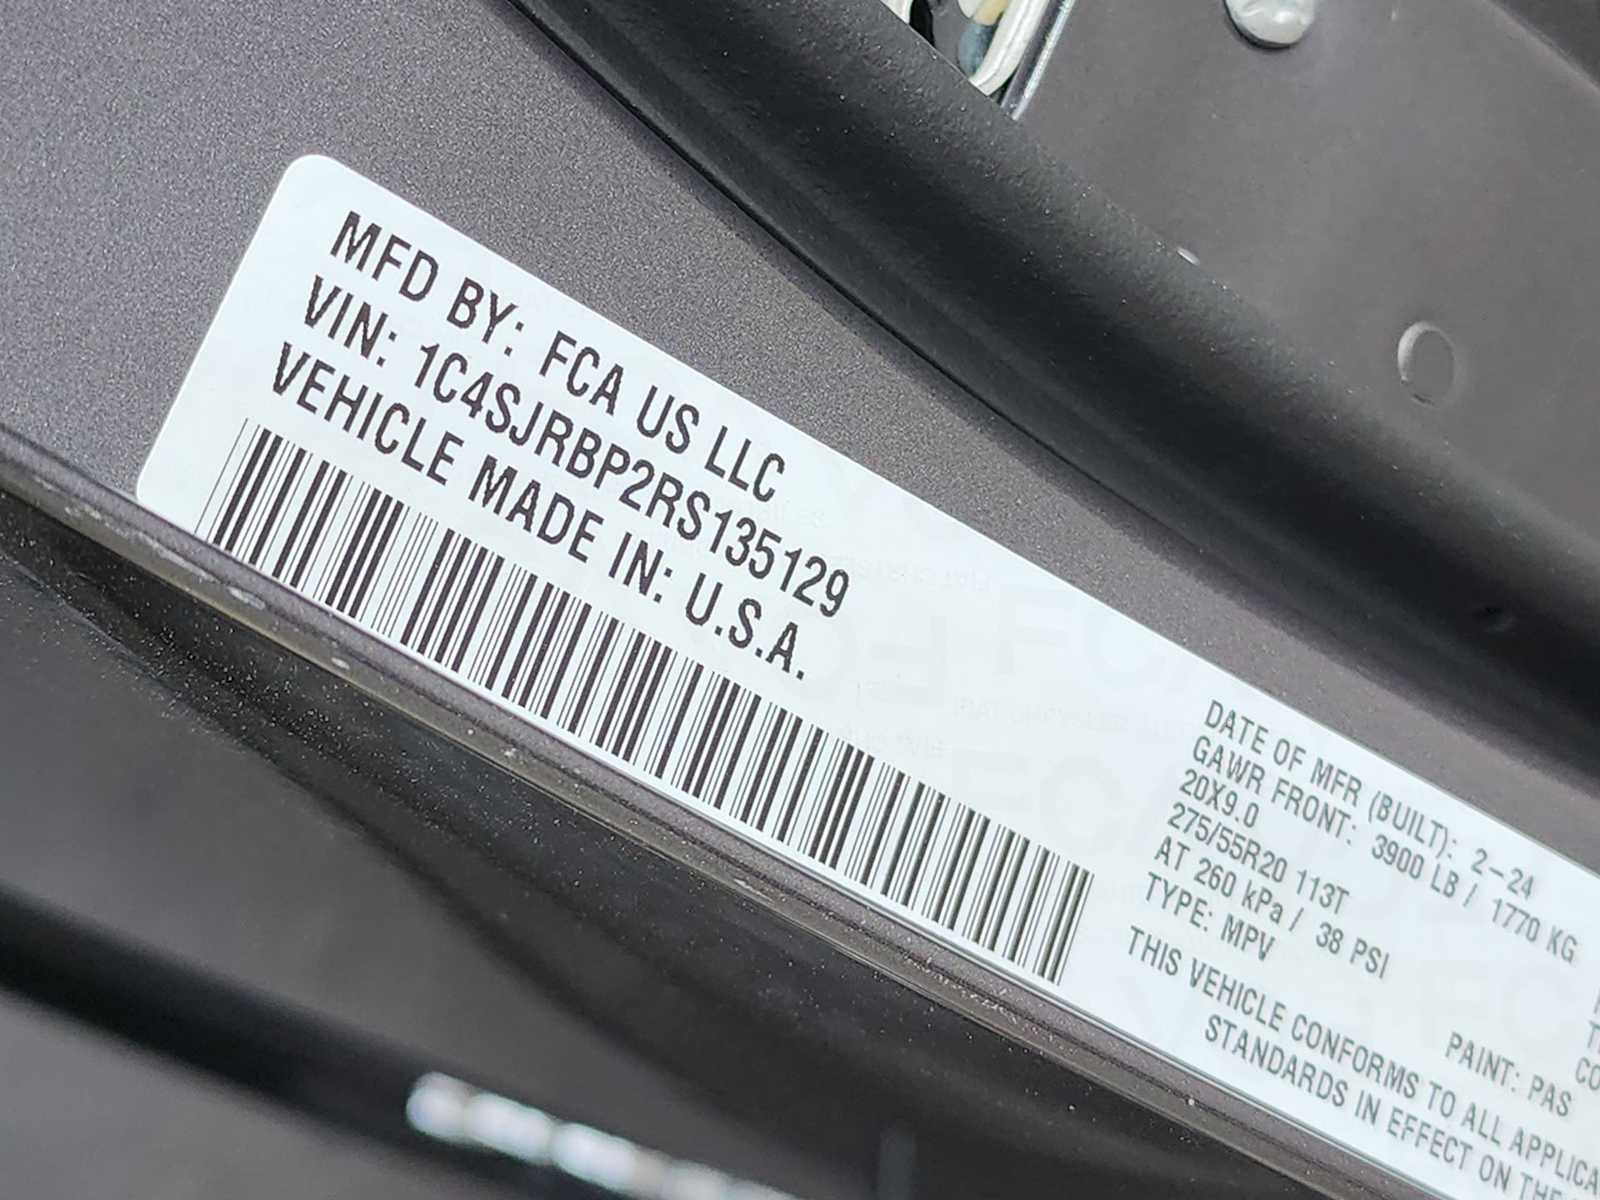 MFD BY: FCA US LLC
VIN: 1C4SJRBP2RS135129
VEHICLE MADE IN: U.S.A.
DATE OF MFR (BUILT): 2-24
GAWR FRONT: 3900 LB / 1770 KG
20X9.0
275/55R20 113T
AT 260 kPa / 38 PSI
TYPE: MPV
PAINT: PAS
THIS VEHICLE CONFORMS TO ALL APPLICA
STANDARDS IN EFFECT ON THE